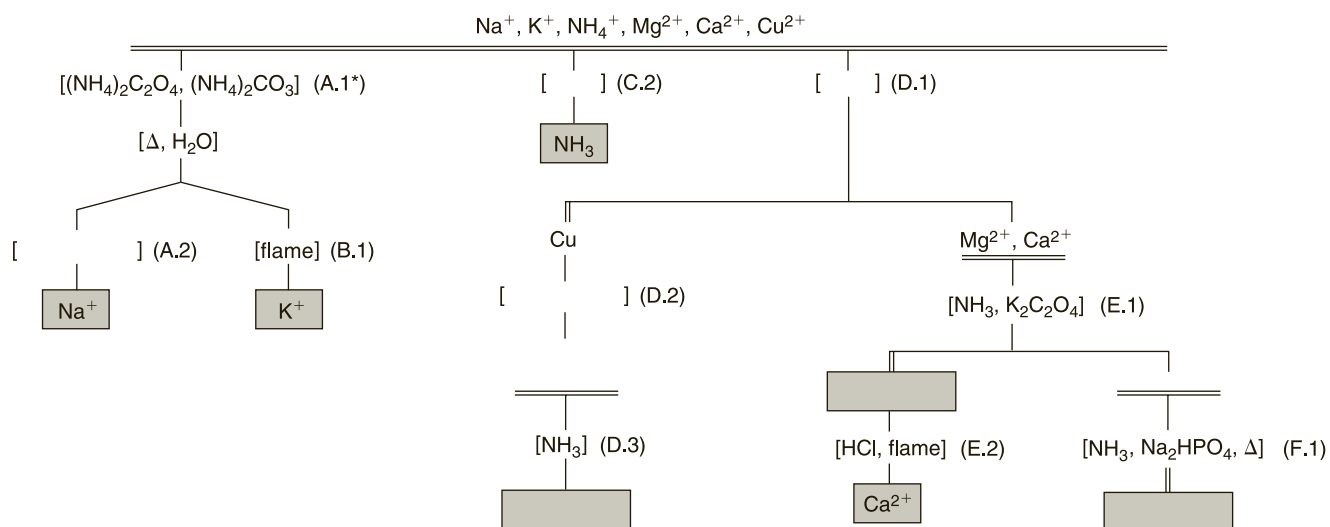 Na⁺, K⁺, NH₄⁺, Mg²⁺, Ca²⁺, Cu²⁺
[(NH₄)₂C₂O₄, (NH₄)₂CO₃] (A.1*)
[ ] (C.2)
[ ] (D.1)
[Δ, H₂O]
NH₃
[ ] (A.2)
[flame] (B.1)
Cu
Mg²⁺, Ca²⁺
Na⁺
K⁺
[ ] (D.2)
[NH₃, K₂C₂O₄] (E.1)
[NH₃] (D.3)
[HCl, flame] (E.2)
[NH₃, Na₂HPO₄, Δ] (F.1)
Ca²⁺